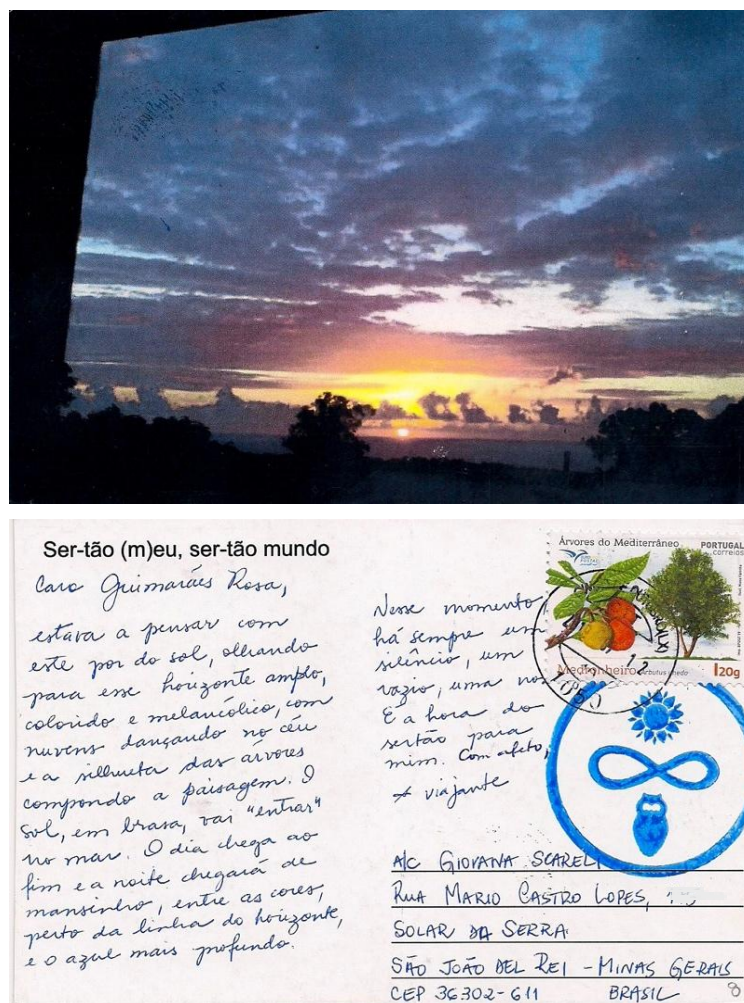 Ser-tão (m)eu, ser-tão mundo
Caro Guimarães Rosa,
estava a pensar com
este por do sol, olhando
para esse horizonte amplo,
colorido e melancólico, com
nuvens dançando no céu
e a silhueta das árvores
compondo a paisagem. O
sol, em brasa, vai "entrar"
no mar. O dia chega ao
fim e a noite chegará de
mansinho, entre as cores,
perto da linha do horizonte,
e o azul mais profundo.
Nesse momento
há sempre um
silêncio, um
vazio, uma
É a hora do
sertão para
mim. Com afeto,
A viajante
Árvores do Mediterrâneo
PORTUGAL
correios
Medronheiro Arbutus unedo
I20g
12
1050
A/C GIOVANA SCARELI
RUA MARIO CASTRO LOPES,
SOLAR DA SERRA
SÃO JOÃO DEL REI - MINAS GERAIS
CEP 36302-611 BRASIL
8